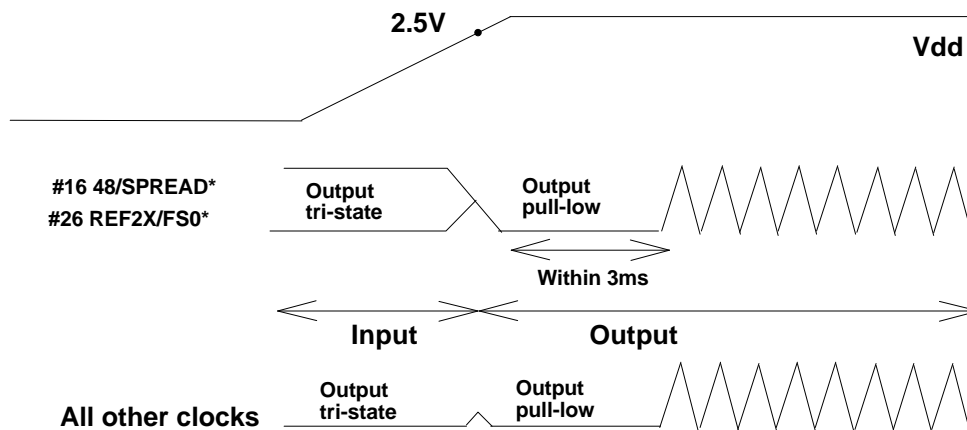 2.5V
Vdd
#16 48/SPREAD*
#26 REF2X/FS0*
Output
tri-state
Output
pull-low
Within 3ms
Input
Output
All other clocks
Output
tri-state
Output
pull-low